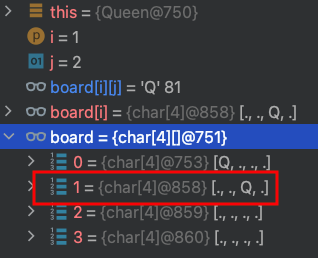 this = {Queen@750}
i = 1
j = 2
board[i][j] = 'Q' 81
board[i] = {char[4]@858} [., ., Q, .]
board = {char[4][]@751}
0 = {char[4]@753} [Q, ., ., .]
1 = {char[4]@858} [., ., Q, .]
2 = {char[4]@859} [., ., ., .]
3 = {char[4]@860} [., ., ., .]